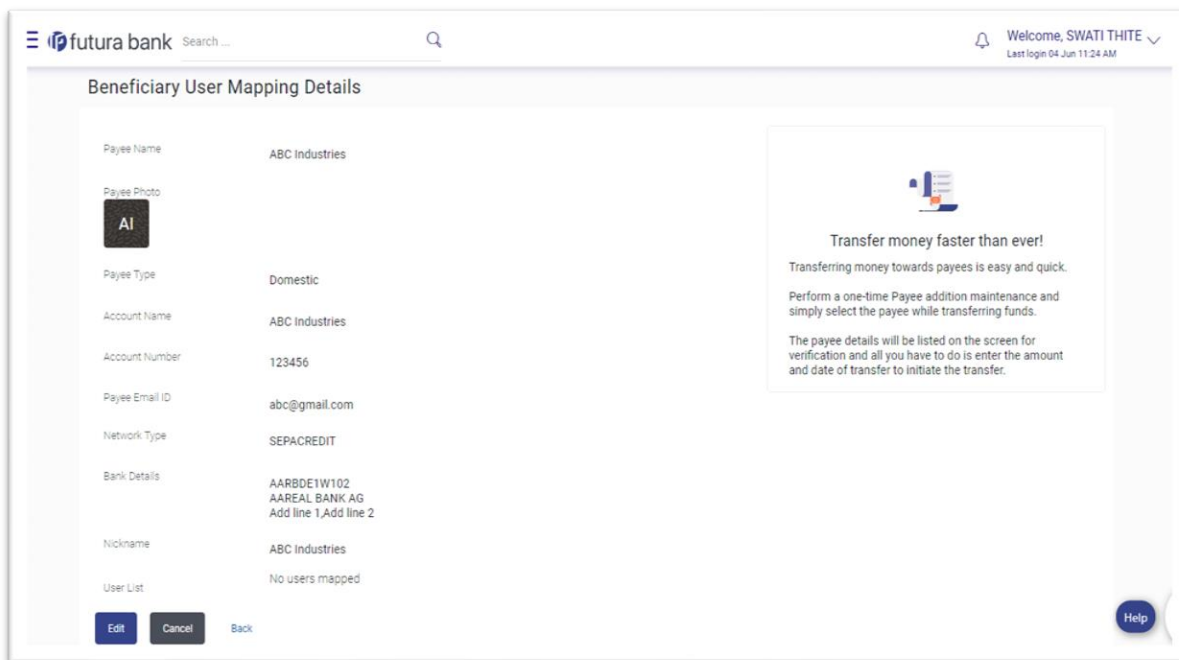 futura bank Search ...
Welcome, SWATI THITE
Last login 04 Jun 11:24 AM
Beneficiary User Mapping Details
Payee Name ABC Industries
Payee Photo
AI
Payee Type Domestic
Account Name ABC Industries
Account Number 123456
Payee Email ID abc@gmail.com
Network Type SEPACREDIT
Bank Details AARBDE1W102
AAREAL BANK AG
Add line 1,Add line 2
Nickname ABC Industries
User List No users mapped
Edit Cancel Back
Transfer money faster than ever!
Transferring money towards payees is easy and quick.
Perform a one-time Payee addition maintenance and
simply select the payee while transferring funds.
The payee details will be listed on the screen for
verification and all you have to do is enter the amount
and date of transfer to initiate the transfer.
Help